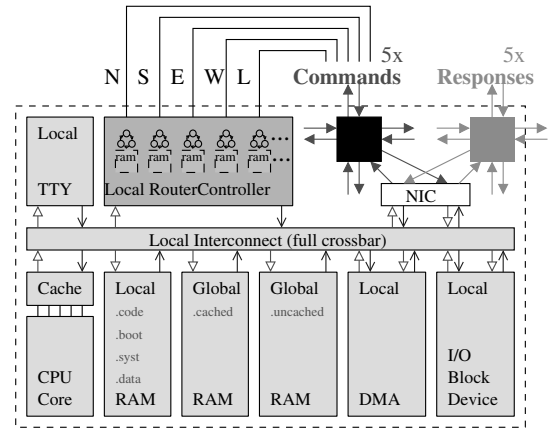 5x 5x
N S E W L Commands Responses
Local
TTY
ram ram ram ram ram
Local RouterController
NIC
Local Interconnect (full crossbar)
Cache
CPU
Core
Local
.code
.boot
.syst
.data
RAM
Global
.cached
RAM
Global
.uncached
RAM
Local
DMA
Local
I/O
Block
Device